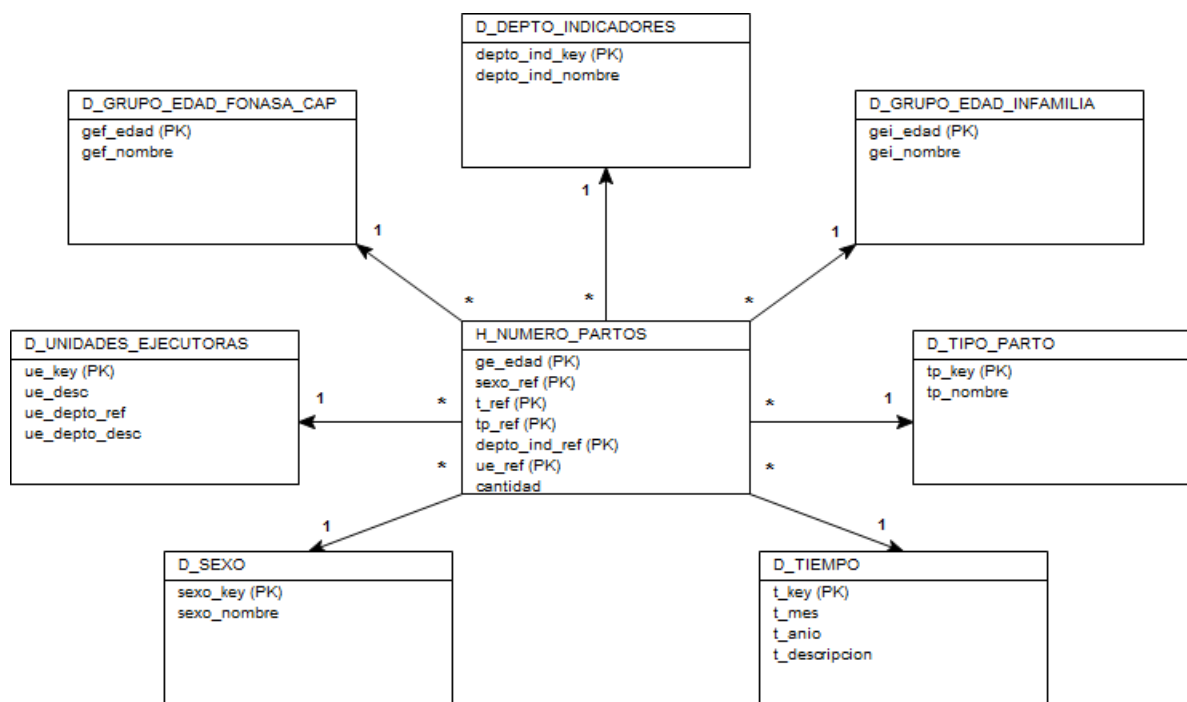 D_DEPTO_INDICADORES
depto_ind_key (PK)
depto_ind_nombre
D_GRUPO_EDAD_FONASA_CAP
gef_edad (PK)
gef_nombre
D_GRUPO_EDAD_INFAMILIA
gei_edad (PK)
gei_nombre
1
1
1
*
*
*
D_UNIDADES_EJECUTORAS
ue_key (PK)
ue_desc
ue_depto_ref
ue_depto_desc
H_NUMERO_PARTOS
ge_edad (PK)
sexo_ref (PK)
t_ref (PK)
tp_ref (PK)
depto_ind_ref (PK)
ue_ref (PK)
cantidad
D_TIPO_PARTO
tp_key (PK)
tp_nombre
1
*
*
1
*
*
1
1
D_SEXO
sexo_key (PK)
sexo_nombre
D_TIEMPO
t_key (PK)
t_mes
t_anio
t_descripcion